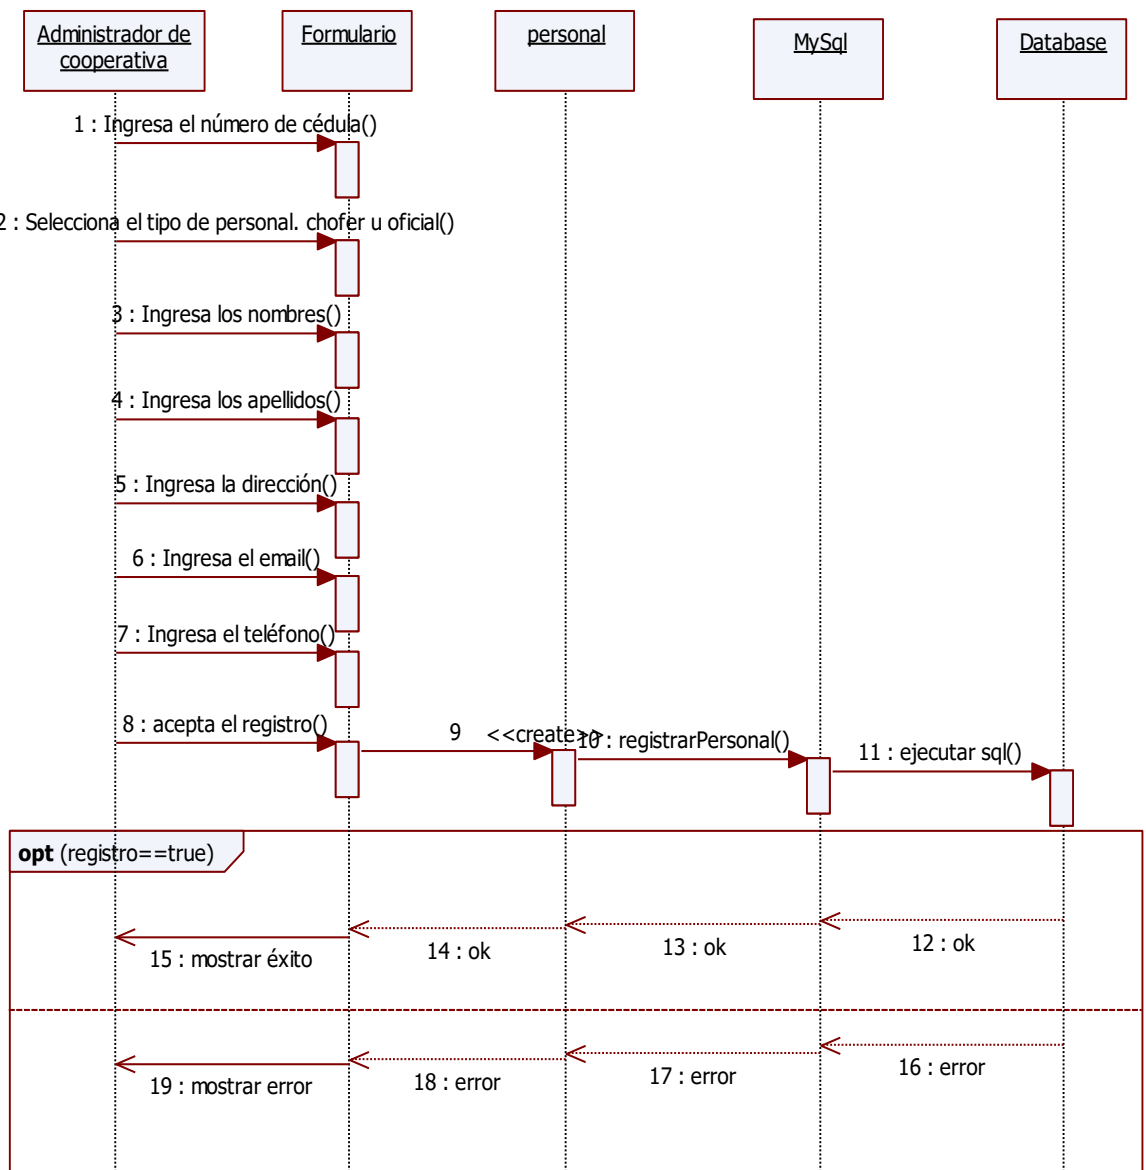 Administrador de
cooperativa
Formulario
personal
MySql
Database
1 : Ingresa el número de cédula()
2 : Selecciona el tipo de personal. chofer u oficial()
3 : Ingresa los nombres()
4 : Ingresa los apellidos()
5 : Ingresa la dirección()
6 : Ingresa el email()
7 : Ingresa el teléfono()
8 : acepta el registro()
9 <<create>>
10 : registrarPersonal()
11 : ejecutar sql()
opt (registro==true)
12 : ok
13 : ok
14 : ok
15 : mostrar éxito
16 : error
17 : error
18 : error
19 : mostrar error